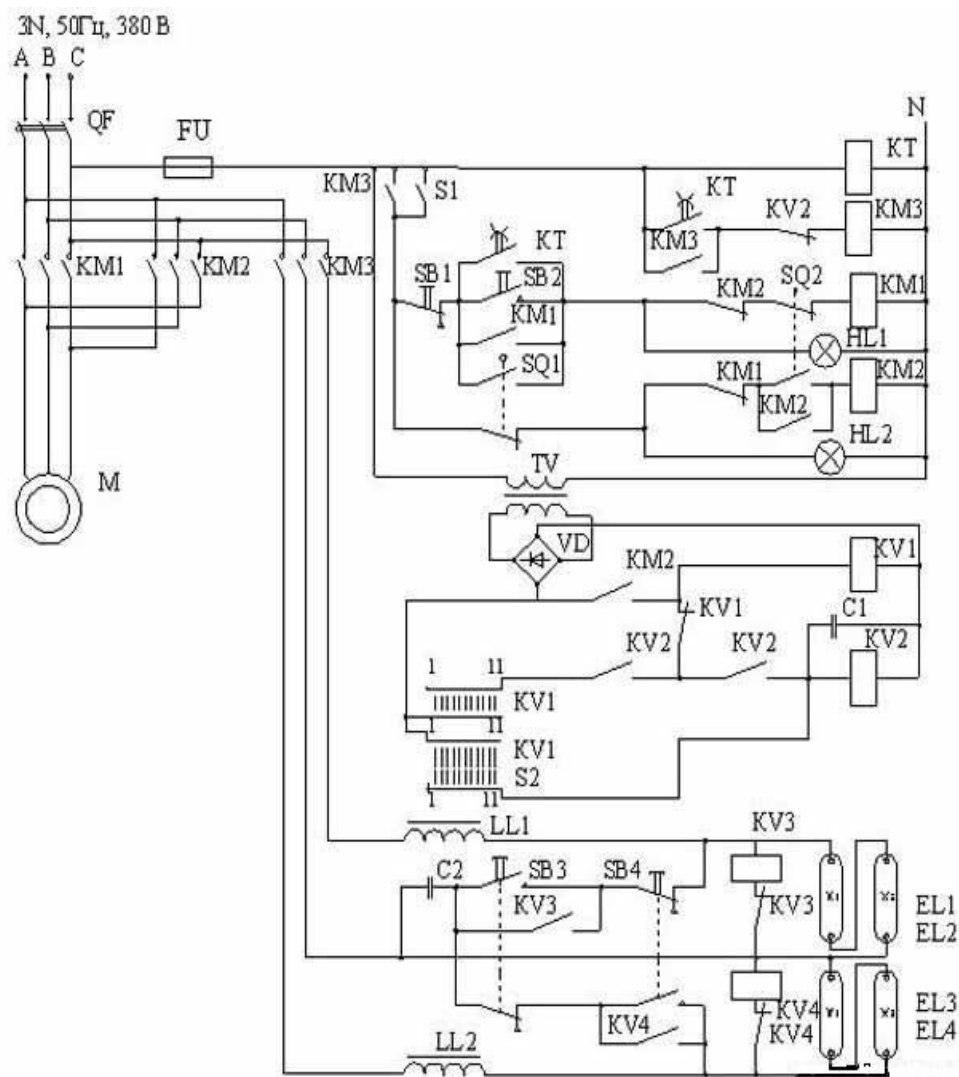 3N, 50Гц, 380 В
A B C
N
QF
FU
KT
KM3
S1
KT
KV2
KM3
KM3
KT
KM1
KM2
KM3
SB1
SB2
SQ2
KM1
KM1
KM2
HL1
SQ1
KM1
KM2
KM2
HL2
M
TV
VD
KV1
KM2
KV1
C1
KV2
KV2
KV2
1 11
KV1
1 11
KV1
S2
1 11
LL1
KV3
C2
SB3
SB4
KV3
KV3
EL1
EL2
KV4
KV4
KV4
EL3
EL4
LL2